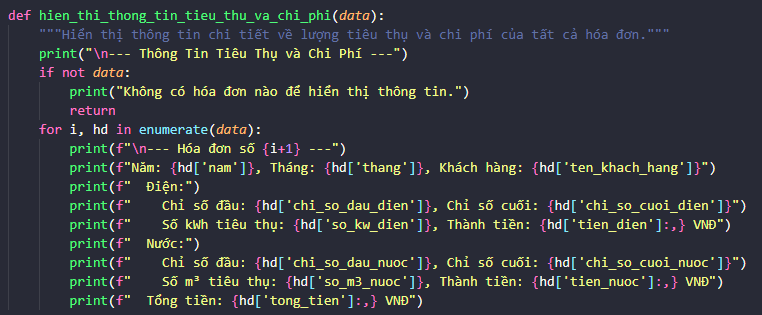 def hien_thi_thong_tin_tieu_thu_va_chi_phi(data):
    """Hiển thị thông tin chi tiết về lượng tiêu thụ và chi phí của tất cả hóa đơn."""
    print("\n--- Thông Tin Tiêu Thụ và Chi Phí ---")
    if not data:
        print("Không có hóa đơn nào để hiển thị thông tin.")
        return
    for i, hd in enumerate(data):
        print(f"\n--- Hóa đơn số {i+1} ---")
        print(f"Năm: {hd['nam']}, Tháng: {hd['thang']}, Khách hàng: {hd['ten_khach_hang']}")
        print(f"  Điện:")
        print(f"    Chỉ số đầu: {hd['chi_so_dau_dien']}, Chỉ số cuối: {hd['chi_so_cuoi_dien']}")
        print(f"    Số kWh tiêu thụ: {hd['so_kw_dien']}, Thành tiền: {hd['tien_dien']:,} VNĐ")
        print(f"  Nước:")
        print(f"    Chỉ số đầu: {hd['chi_so_dau_nuoc']}, Chỉ số cuối: {hd['chi_so_cuoi_nuoc']}")
        print(f"    Số m³ tiêu thụ: {hd['so_m3_nuoc']}, Thành tiền: {hd['tien_nuoc']:,} VNĐ")
        print(f"  Tổng tiền: {hd['tong_tien']:,} VNĐ")